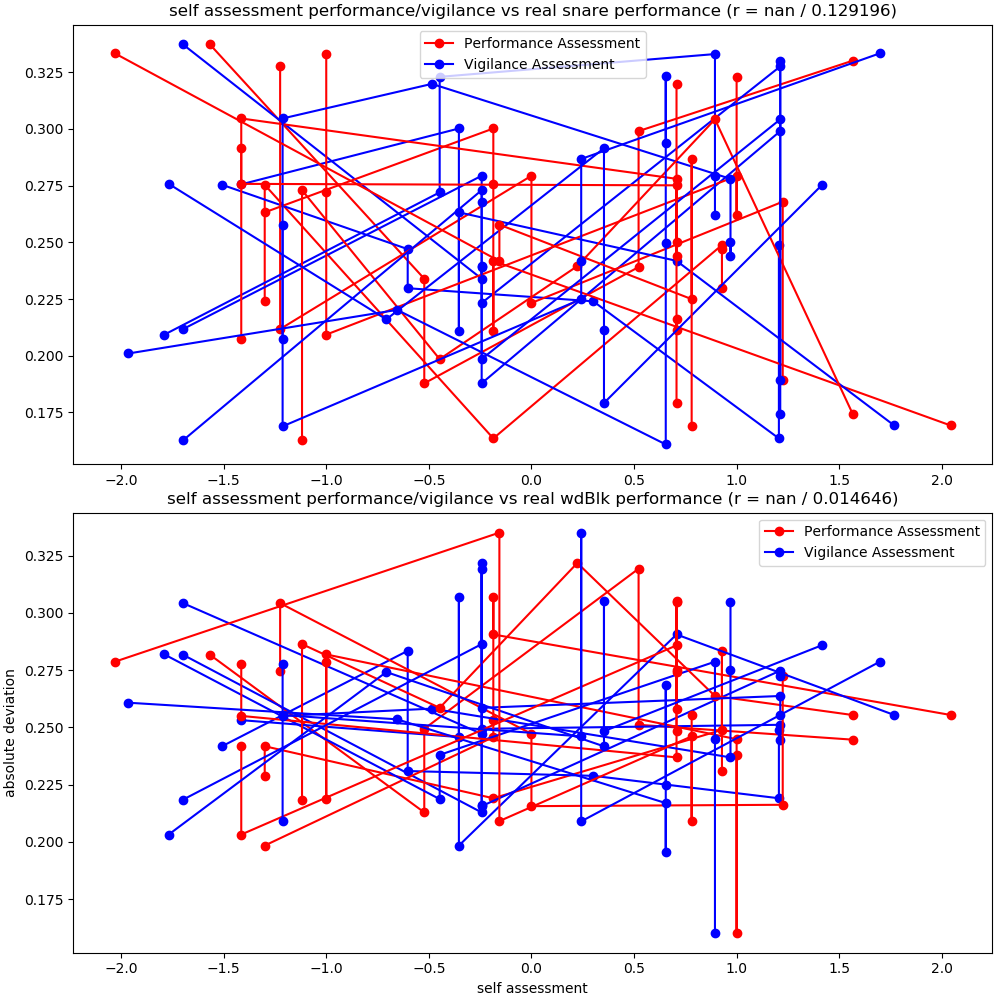 self assessment performance/vigilance vs real snare performance (r = nan / 0.129196)
Performance Assessment
Vigilance Assessment
0.325
0.300
0.275
0.250
0.225
0.200
0.175
−2.0 −1.5 −1.0 −0.5 0.0 0.5 1.0 1.5 2.0
self assessment performance/vigilance vs real wdBlk performance (r = nan / 0.014646)
Performance Assessment
Vigilance Assessment
0.325
0.300
0.275
0.250
0.225
0.200
0.175
absolute deviation
−2.0 −1.5 −1.0 −0.5 0.0 0.5 1.0 1.5 2.0
self assessment